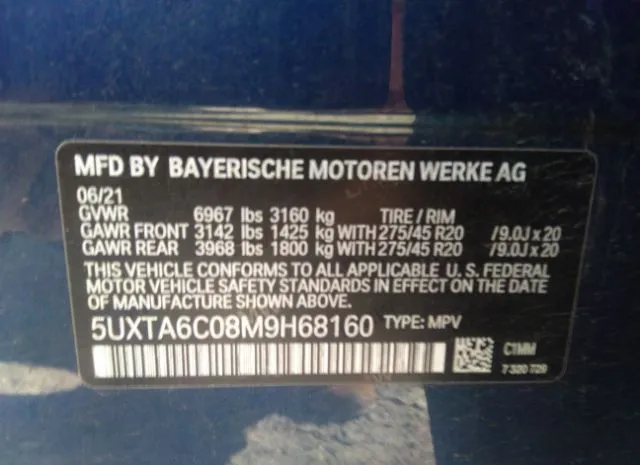 MFD BY BAYERISCHE MOTOREN WERKE AG
06/21
GVWR 6967 lbs 3160 kg TIRE / RIM
GAWR FRONT 3142 lbs 1425 kg WITH 275/45 R20 /9.0J x 20
GAWR REAR 3968 lbs 1800 kg WITH 275/45 R20 /9.0J x 20
THIS VEHICLE CONFORMS TO ALL APPLICABLE U. S. FEDERAL
MOTOR VEHICLE SAFETY STANDARDS IN EFFECT ON THE
DATE OF MANUFACTURE SHOWN ABOVE.
5UXTA6C08M9H68160 TYPE: MPV
C1MM
7 320 729